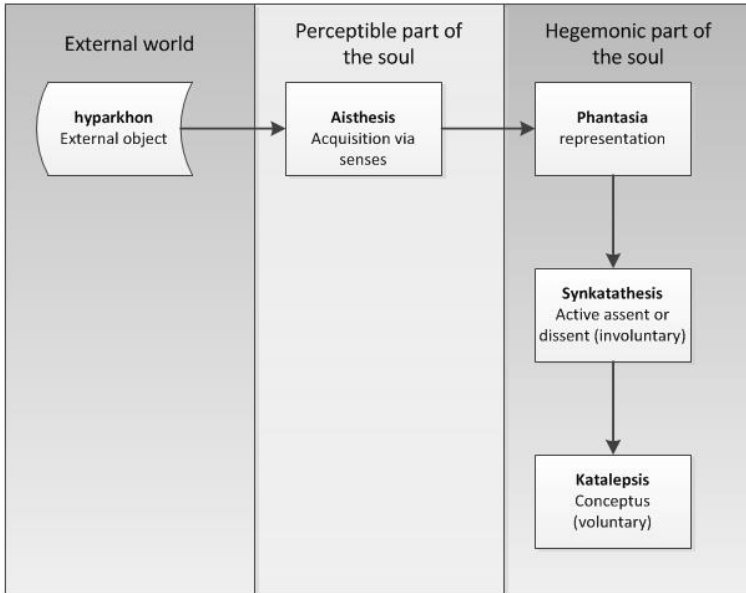 External world
Perceptible part of
the soul
Hegemonic part of
the soul
hyparkhon
External object
Aisthesis
Acquisition via
senses
Phantasia
representation
Synkatathesis
Active assent or
dissent (involuntary)
Katalepsis
Conceptus
(voluntary)